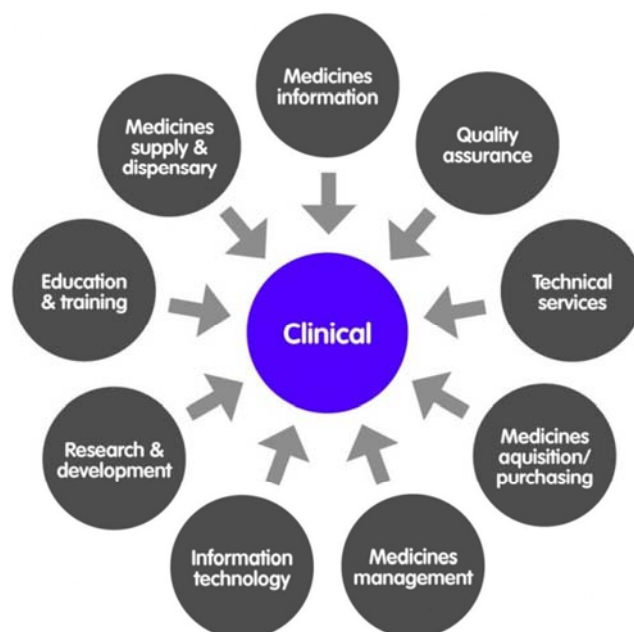 Medicines
information
Quality
assurance
Technical
services
Medicines
aquisition/
purchasing
Medicines
management
Information
technology
Research &
development
Education
& training
Medicines
supply &
dispensary
Clinical